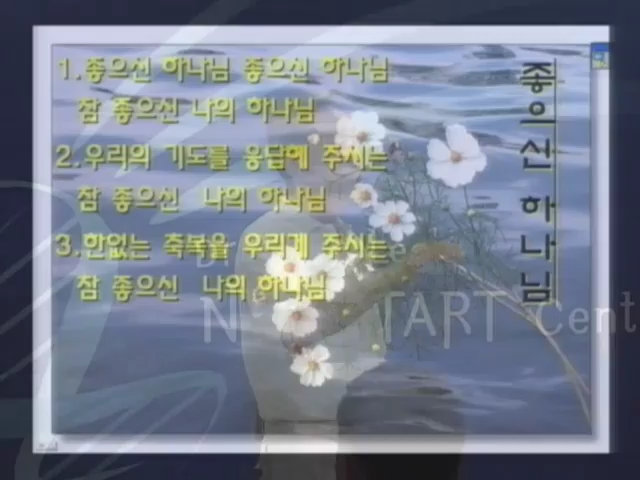 1.좋으신 하나님 좋으신 하나님
참 좋으신 나의 하나님
2.우리의 기도를 응답해 주시는
참 좋으신 나의 하나님
3.한없는 축복을 우리게 주시는
참 좋으신 나의 하나님
좋으신 하나님
START Cent